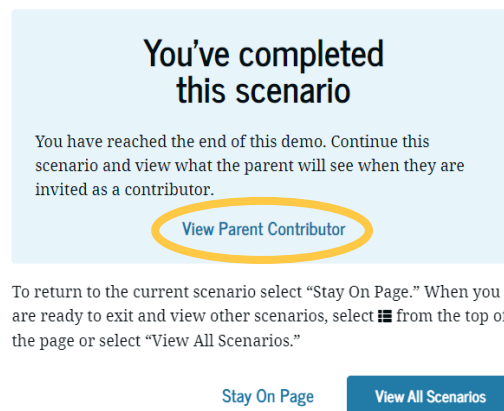 You’ve completed
this scenario
You have reached the end of this demo. Continue this
scenario and view what the parent will see when they are
invited as a contributor.
View Parent Contributor
To return to the current scenario select “Stay On Page.” When you
are ready to exit and view other scenarios, select from the top of
the page or select “View All Scenarios.”
Stay On Page
View All Scenarios